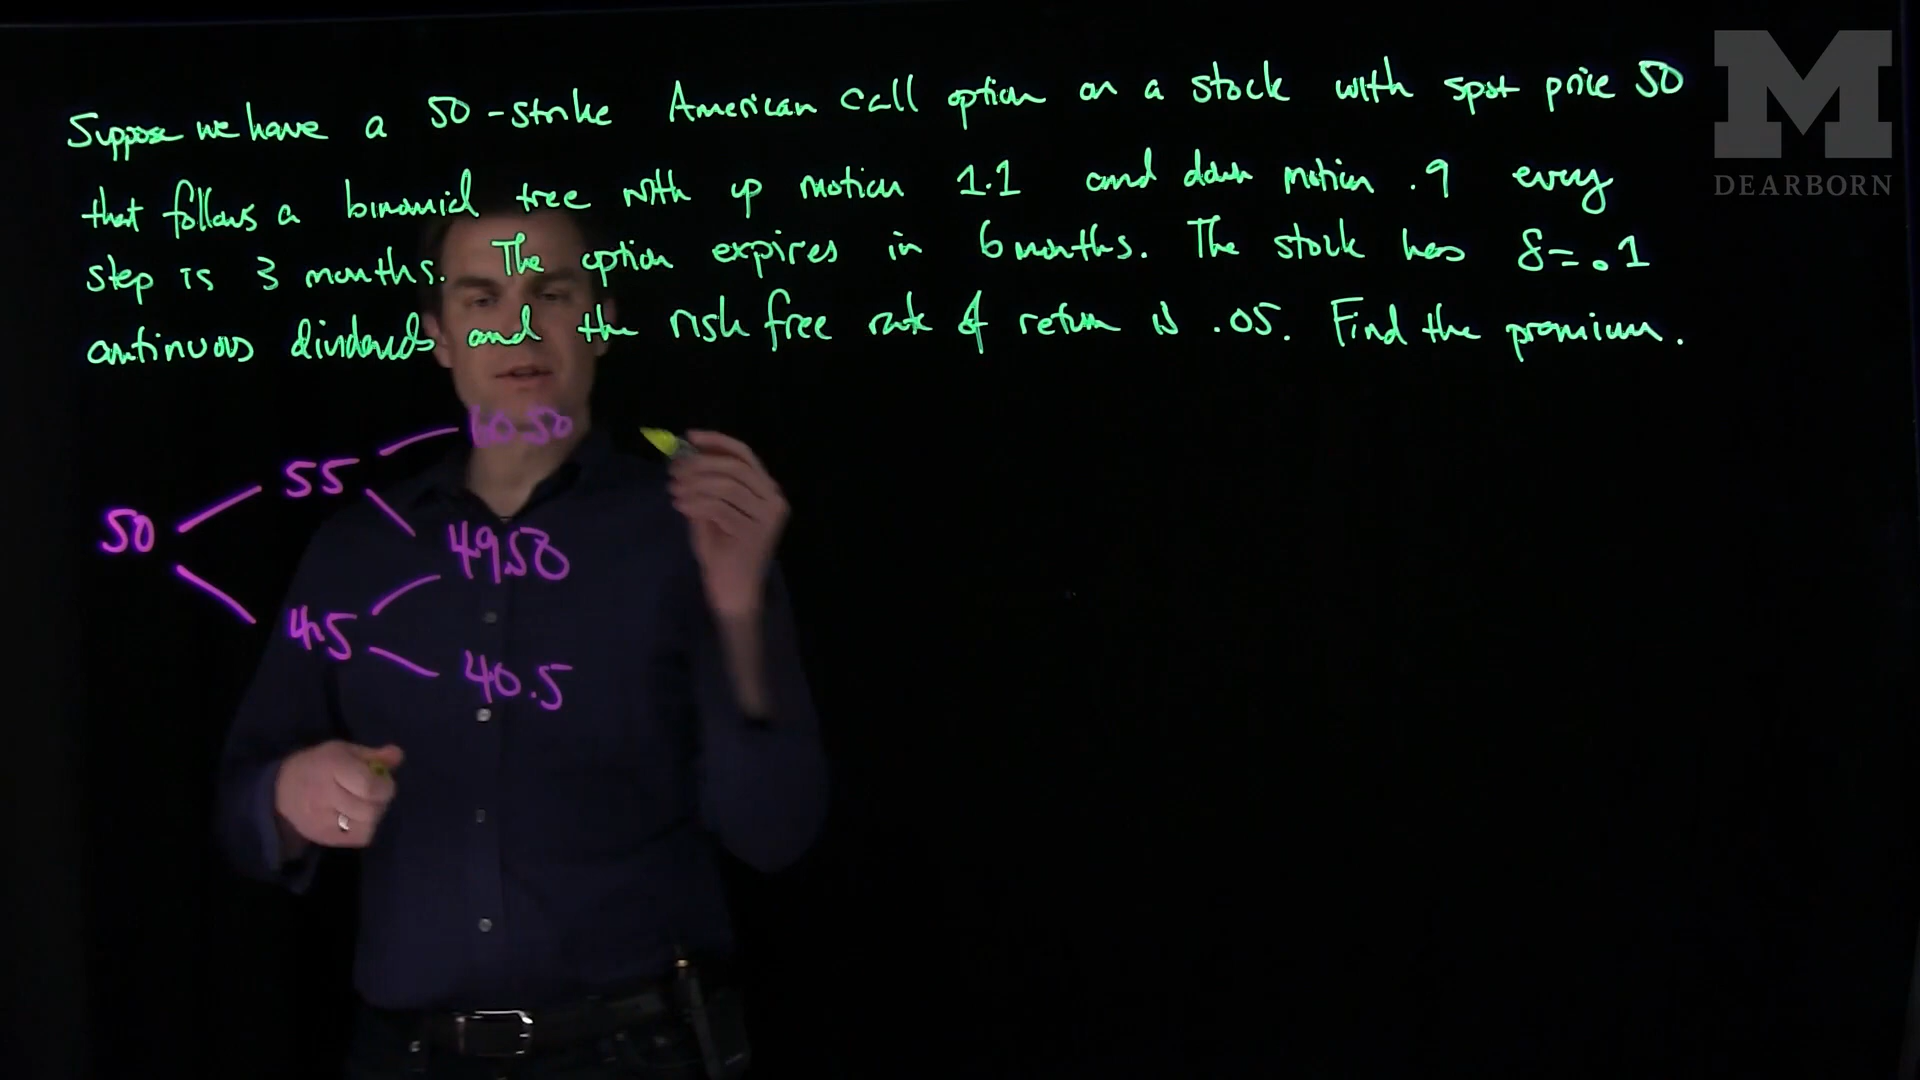 Suppose we have a 50-strike American call option on a stock with spot price 50
that follows a binomial tree with up motion 1.1 and down motion .9 every
step is 3 months. The option expires in 6 months. The stock has δ=.1
continuous dividends and the risk free rate of return is .05. Find the premium.
60.50
55
50
49.50
45
40.5
M
DEARBORN